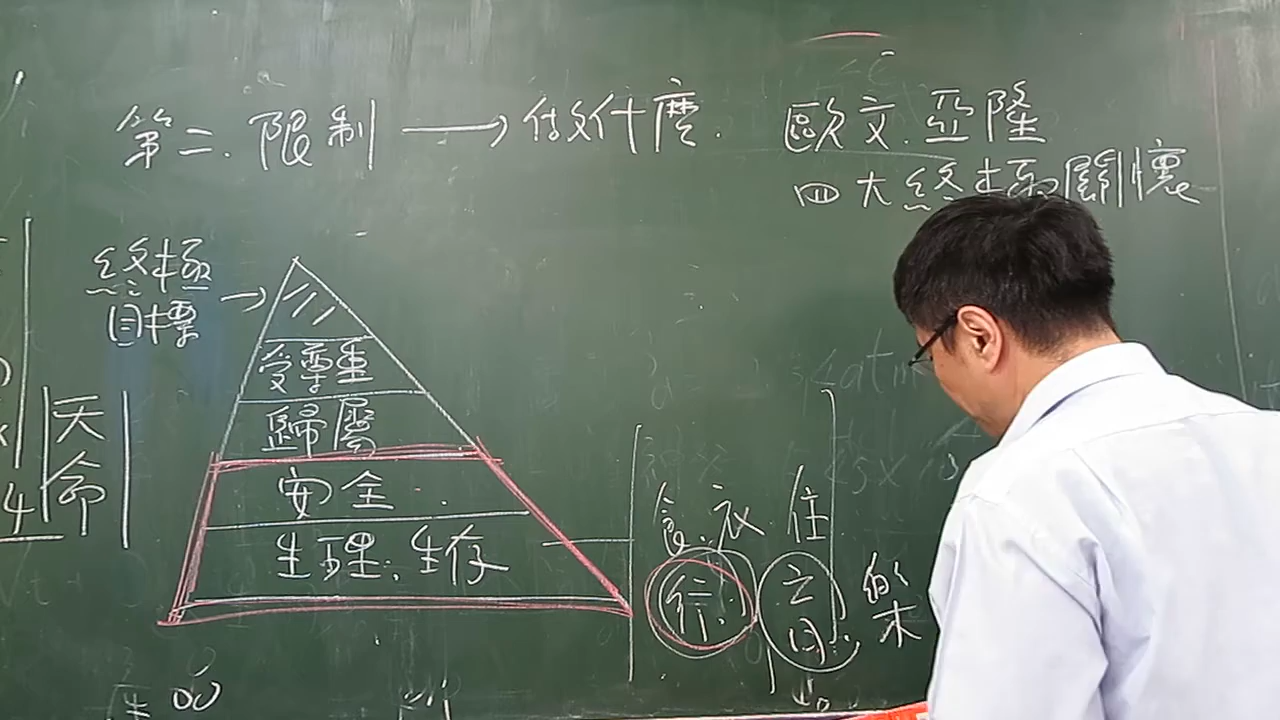 第二.限制 → 做什麼.
歐文.亞隆
四大終極關懷
終極
目標
受尊重
歸屬
安全..
生理.生存
天
命
食.衣.住
行.育
樂